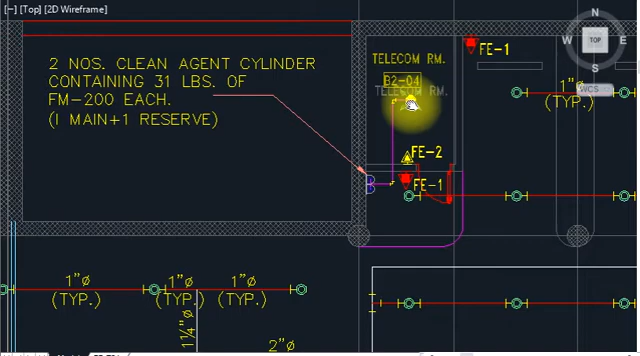 [−] [Top] [2D Wireframe]
2 NOS. CLEAN AGENT CYLINDER
CONTAINING 31 LBS. OF
FM-200 EACH.
(1 MAIN+1 RESERVE)
TELECOM RM.
B2-04
TELECOM RM.
FE-2
FE-1
FE-1
1"ø
(TYP.)
N
W
TOP
E
S
WCS
1"ø
(TYP.)
1"ø
(TYP.)
1"ø
(TYP.)
1¼"ø
2"ø